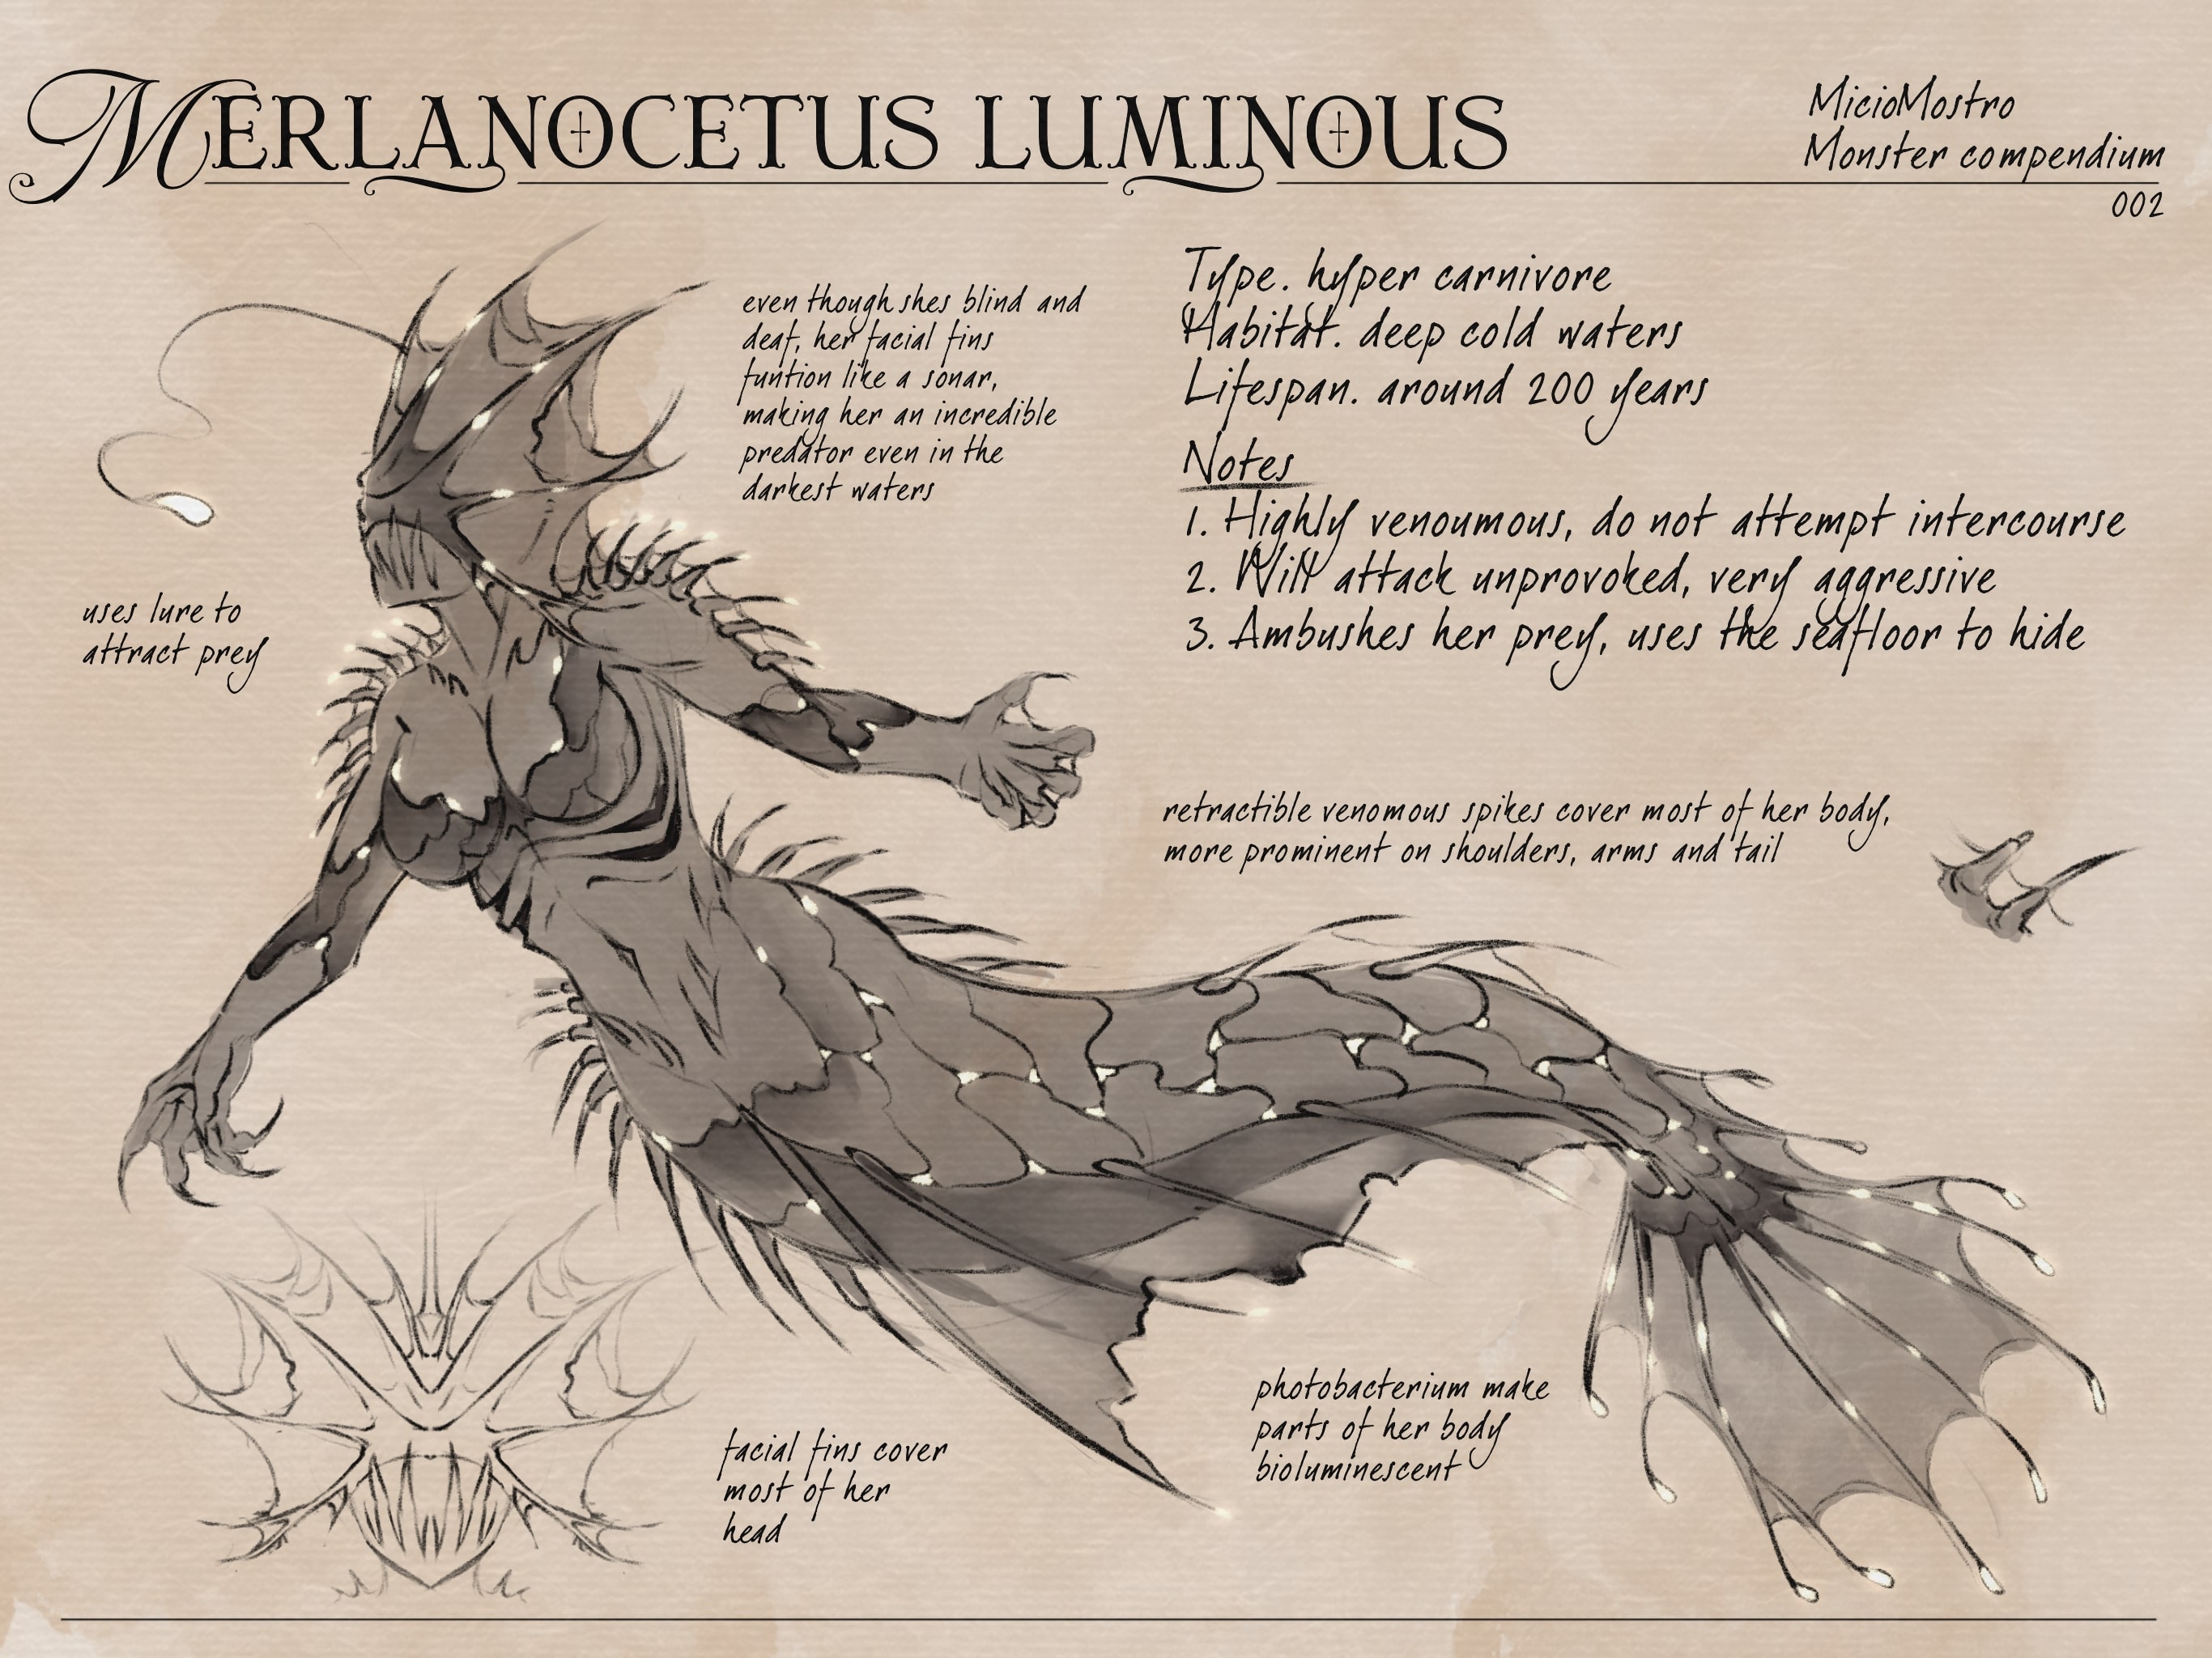 MERLANOCETUS LUMINOUS
MicioMostro
Monster compendium
002
even though shes blind and
deaf, her facial fins
funtion like a sonar,
making her an incredible
predator even in the
darkest waters
Type. hyper carnivore
Habitat. deep cold waters
Lifespan. around 200 years
Notes
1. Highly venoumous, do not attempt intercourse
2. Will attack unprovoked, very aggressive
3. Ambushes her prey, uses the seafloor to hide
uses lure to
attract prey
retractible venomous spikes cover most of her body,
more prominent on shoulders, arms and tail
photobacterium make
parts of her body
bioluminescent
facial fins cover
most of her
head